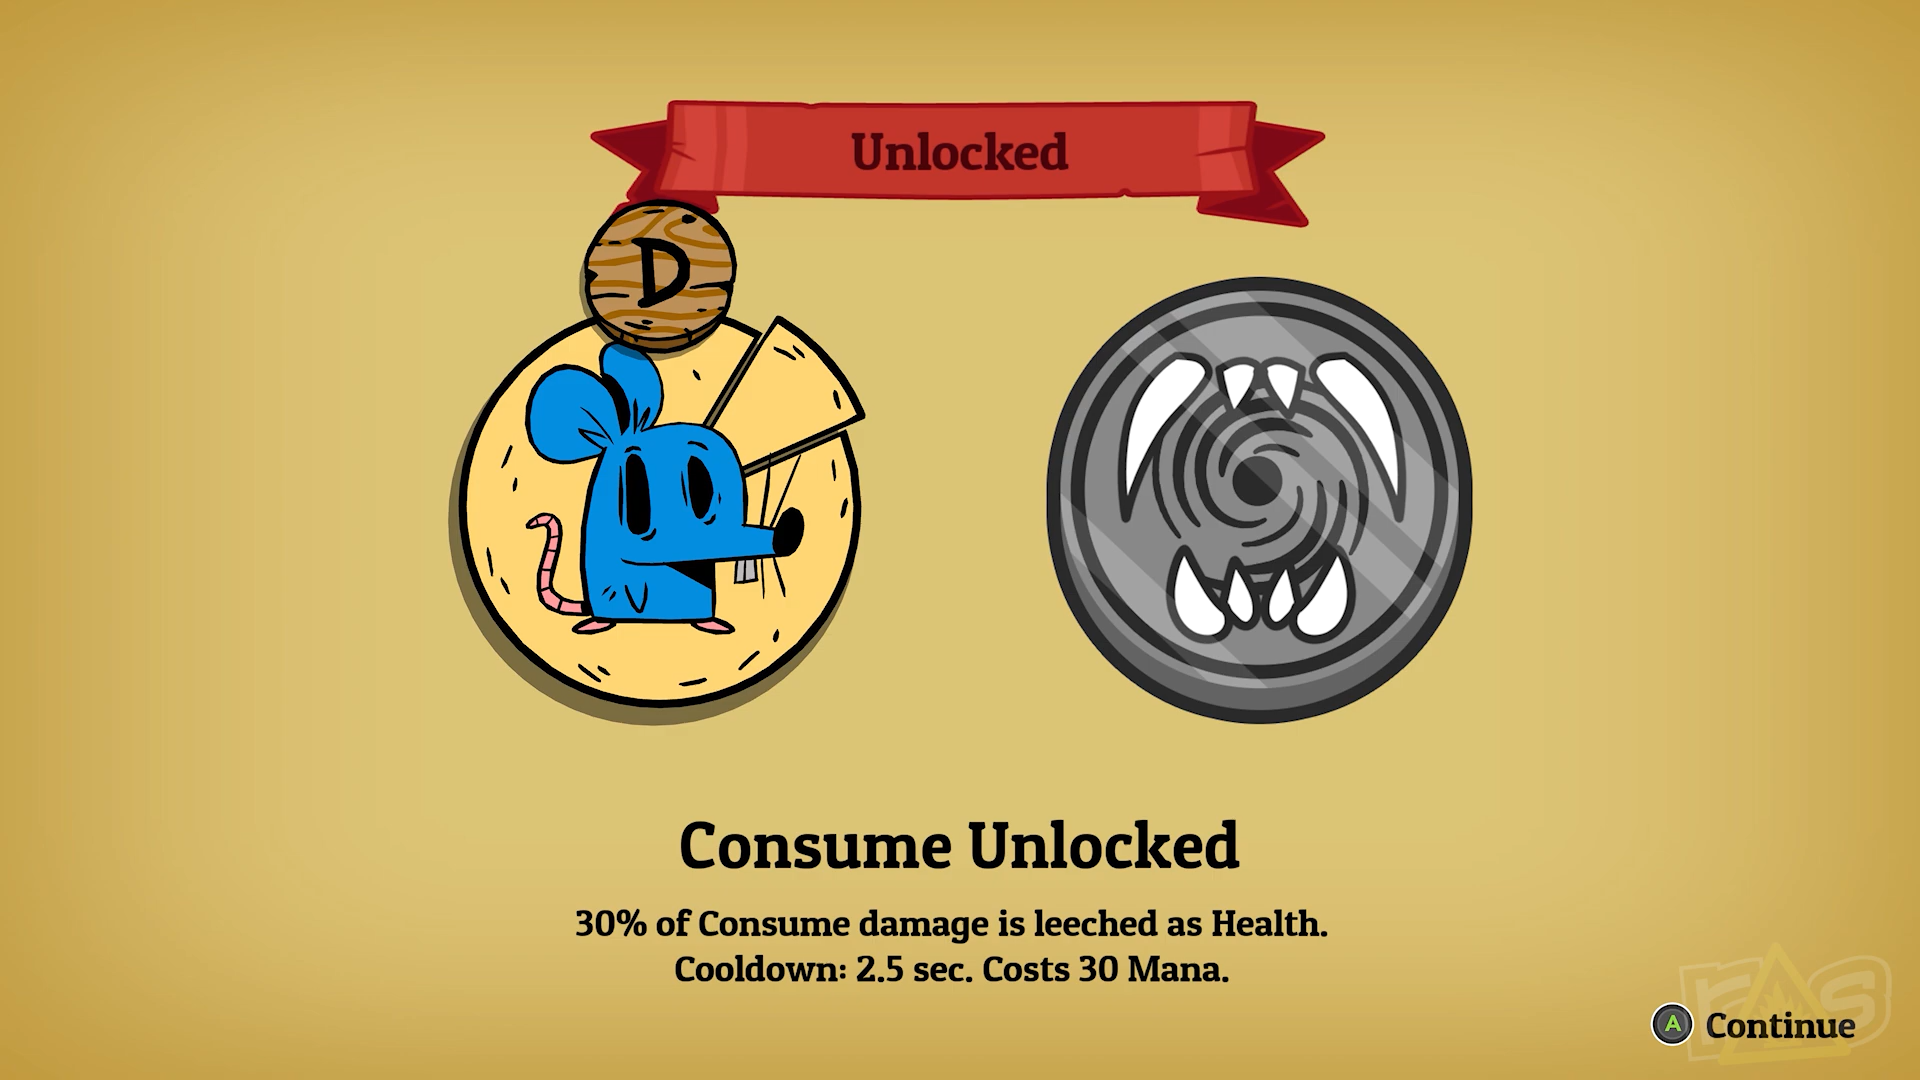 Unlocked
D
Consume Unlocked
30% of Consume damage is leeched as Health.
Cooldown: 2.5 sec. Costs 30 Mana.
A Continue